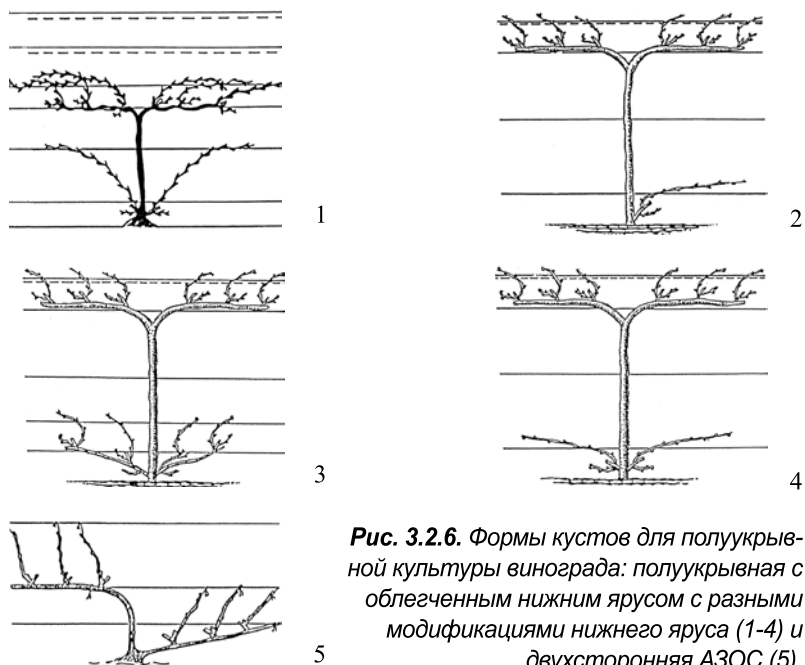 1
2
3
4
5
Рис. 3.2.6. Формы кустов для полуукрыв-
ной культуры винограда: полуукрывная с
облегченным нижним ярусом с разными
модификациями нижнего яруса (1-4) и
двухсторонняя АЗОС (5).